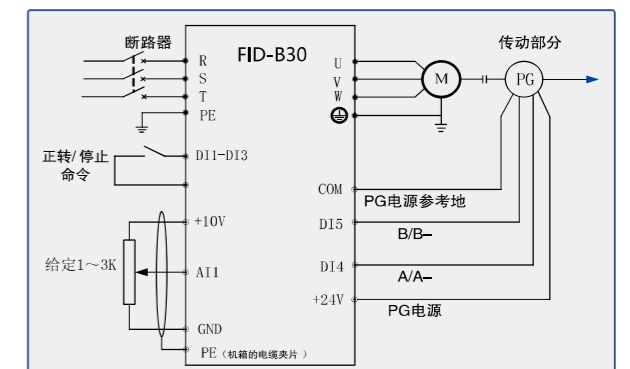 断路器
FID-B30
传动部分
R
S
T
PE
U
V
W
M
PG
正转/停止
命令
DI1-DI3
COM
PG电源参考地
+10V
DI5
B/B-
给定1~3K
AI1
DI4
A/A-
+24V
PG电源
GND
PE(机箱的电缆夹片)